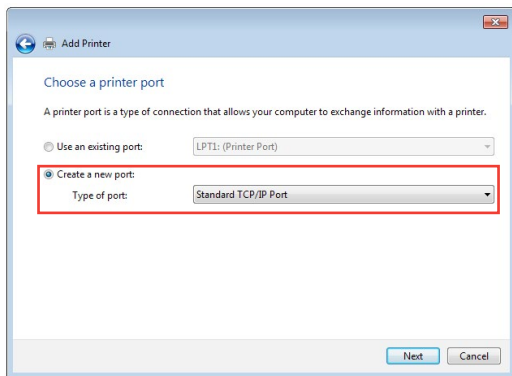 Add Printer
Choose a printer port
A printer port is a type of connection that allows your computer to exchange information with a printer.
Use an existing port: LPT1: (Printer Port)
Create a new port:
Type of port: Standard TCP/IP Port
Next Cancel